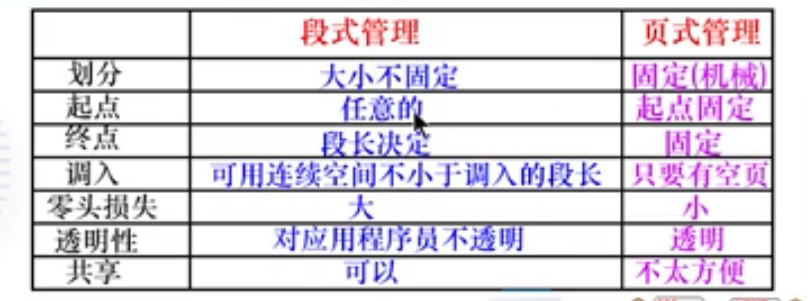 段式管理 页式管理
划分 大小不固定 固定(机械)
起点 任意的 起点固定
终点 段长决定 固定
调入 可用连续空间不小于调入的段长 只要有空页
零头损失 大 小
透明性 对应用程序员不透明 透明
共享 可以 不太方便